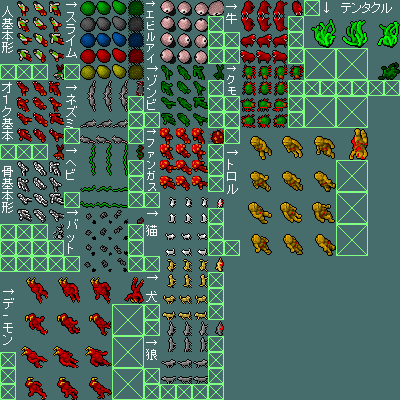 人基本形
→スライム
→エビルアイ
→牛
↓テンタクル
オーク基本
→ネズミ
→ゾンビ
→クモ
骨基本形
→ヘビ
→ファンガス
→トロル
→バット
→猫
→デーモン
→犬
→狼